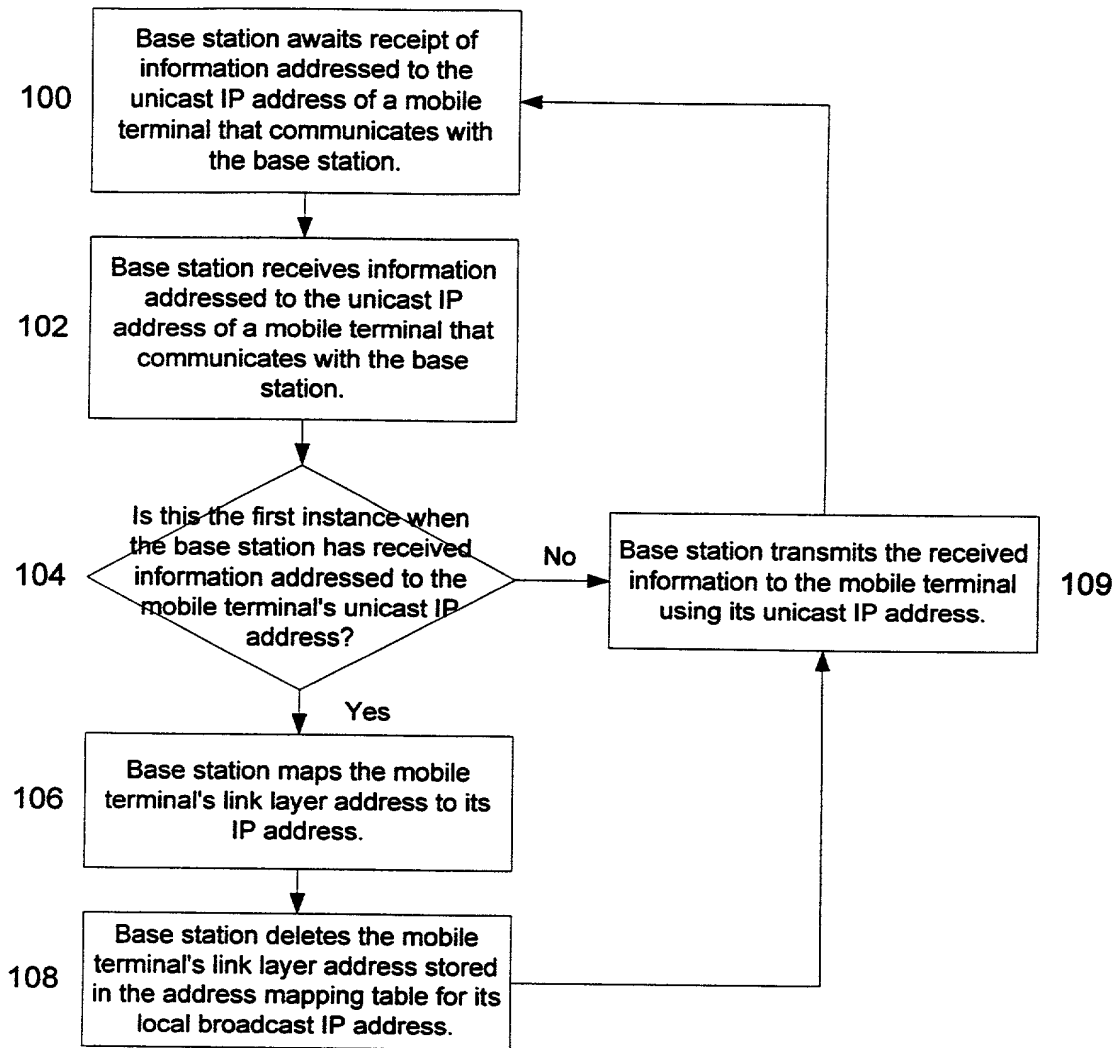 Base station awaits receipt of
information addressed to the
unicast IP address of a mobile
terminal that communicates with
the base station.
100
Base station receives information
addressed to the unicast IP
address of a mobile terminal that
communicates with the base
station.
102
Is this the first instance when
the base station has received
information addressed to the
mobile terminal's unicast IP
address?
104
No
Base station transmits the received
information to the mobile terminal
using its unicast IP address.
109
Yes
Base station maps the mobile
terminal's link layer address to its
IP address.
106
Base station deletes the mobile
terminal's link layer address stored
in the address mapping table for its
local broadcast IP address.
108